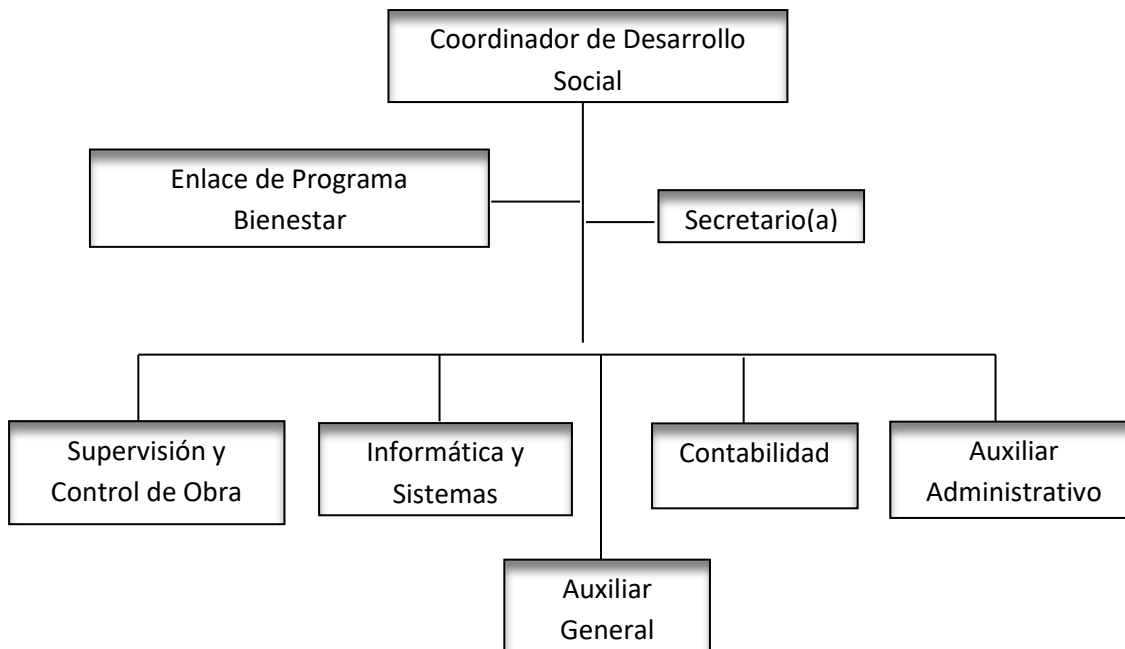 Coordinador de Desarrollo
Social
Enlace de Programa
Bienestar
Secretario(a)
Supervisión y
Control de Obra
Informática y
Sistemas
Contabilidad
Auxiliar
Administrativo
Auxiliar
General